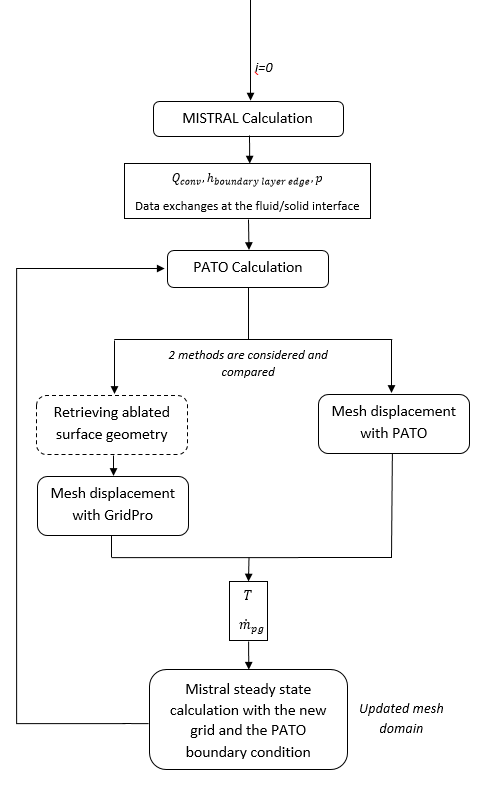 i=0
MISTRAL Calculation
Q_conv, h_boundary layer edge, p
Data exchanges at the fluid/solid interface
PATO Calculation
2 methods are considered and
compared
Retrieving ablated
surface geometry
Mesh displacement
with PATO
Mesh displacement
with GridPro
T
ṁ_pg
Mistral steady state
calculation with the new
grid and the PATO
boundary condition
Updated mesh
domain